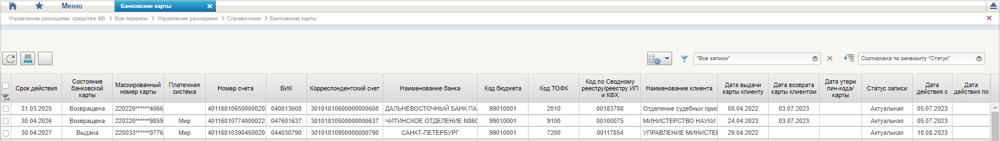 Меню Банковские карты
Управление расходами: средства ФБ Все сервисы Управление расходами Справочники Банковские карты
"Все записи" Сортировка по реквизиту "Статус"
Срок действия Состояние банковской карты Маскированный номер карты Платежная система Номер счета БИК Корреспондентский счет Наименование банка Код бюджета Код ТОФК Код по Сводному реестру/реестру ИП и КФХ Наименование клиента Дата выдачи карты клиенту Дата возврата карты клиентом Дата утери пин-кода/карты Статус записи Дата действия с Дата действия по
31.03.2025 Возвращена 220220******4066 40116810650000020 040813608 30101810600000000608 ДАЛЬНЕВОСТОЧНЫЙ БАНК ПА 99010001 2010 00183788 Отделение судебных прис 08.04.2022 03.07.2023 Актуальная 05.07.2023
30.04.2026 Возвращена 220220******9859 Мир 40116810774000022 047601637 30101810500000000637 ЧИТИНСКОЕ ОТДЕЛЕНИЕ N860 99010001 9100 00100075 МИНИСТЕРСТВО НАУКИ 24.04.2023 03.07.2023 Актуальная 05.07.2023
30.04.2027 Выдана 220033******0776 Мир 40116810390450020 044030790 30101810900000000790 САНКТ-ПЕТЕРБУРГ 99010001 7200 00117854 УПРАВЛЕНИЕ МИНИСТЕР 29.04.2022 Актуальная 10.08.2023